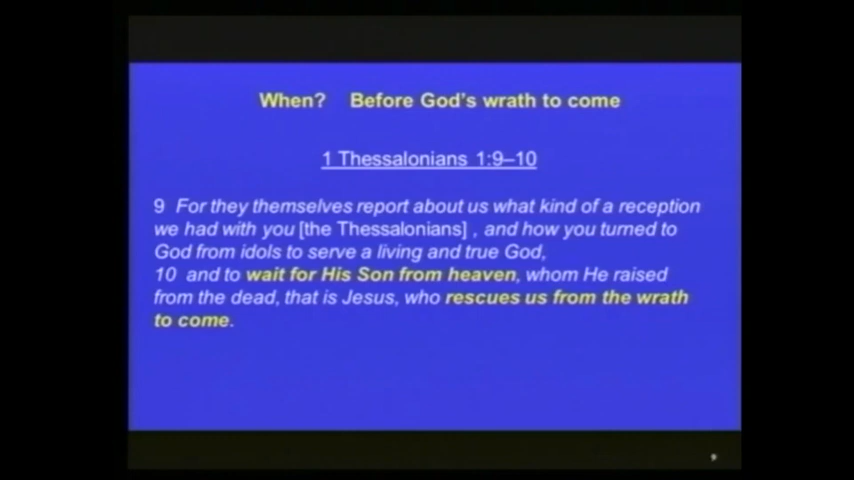 When? Before God's wrath to come
1 Thessalonians 1:9–10
9 For they themselves report about us what kind of a reception
we had with you [the Thessalonians] , and how you turned to
God from idols to serve a living and true God,
10 and to wait for His Son from heaven, whom He raised
from the dead, that is Jesus, who rescues us from the wrath
to come.